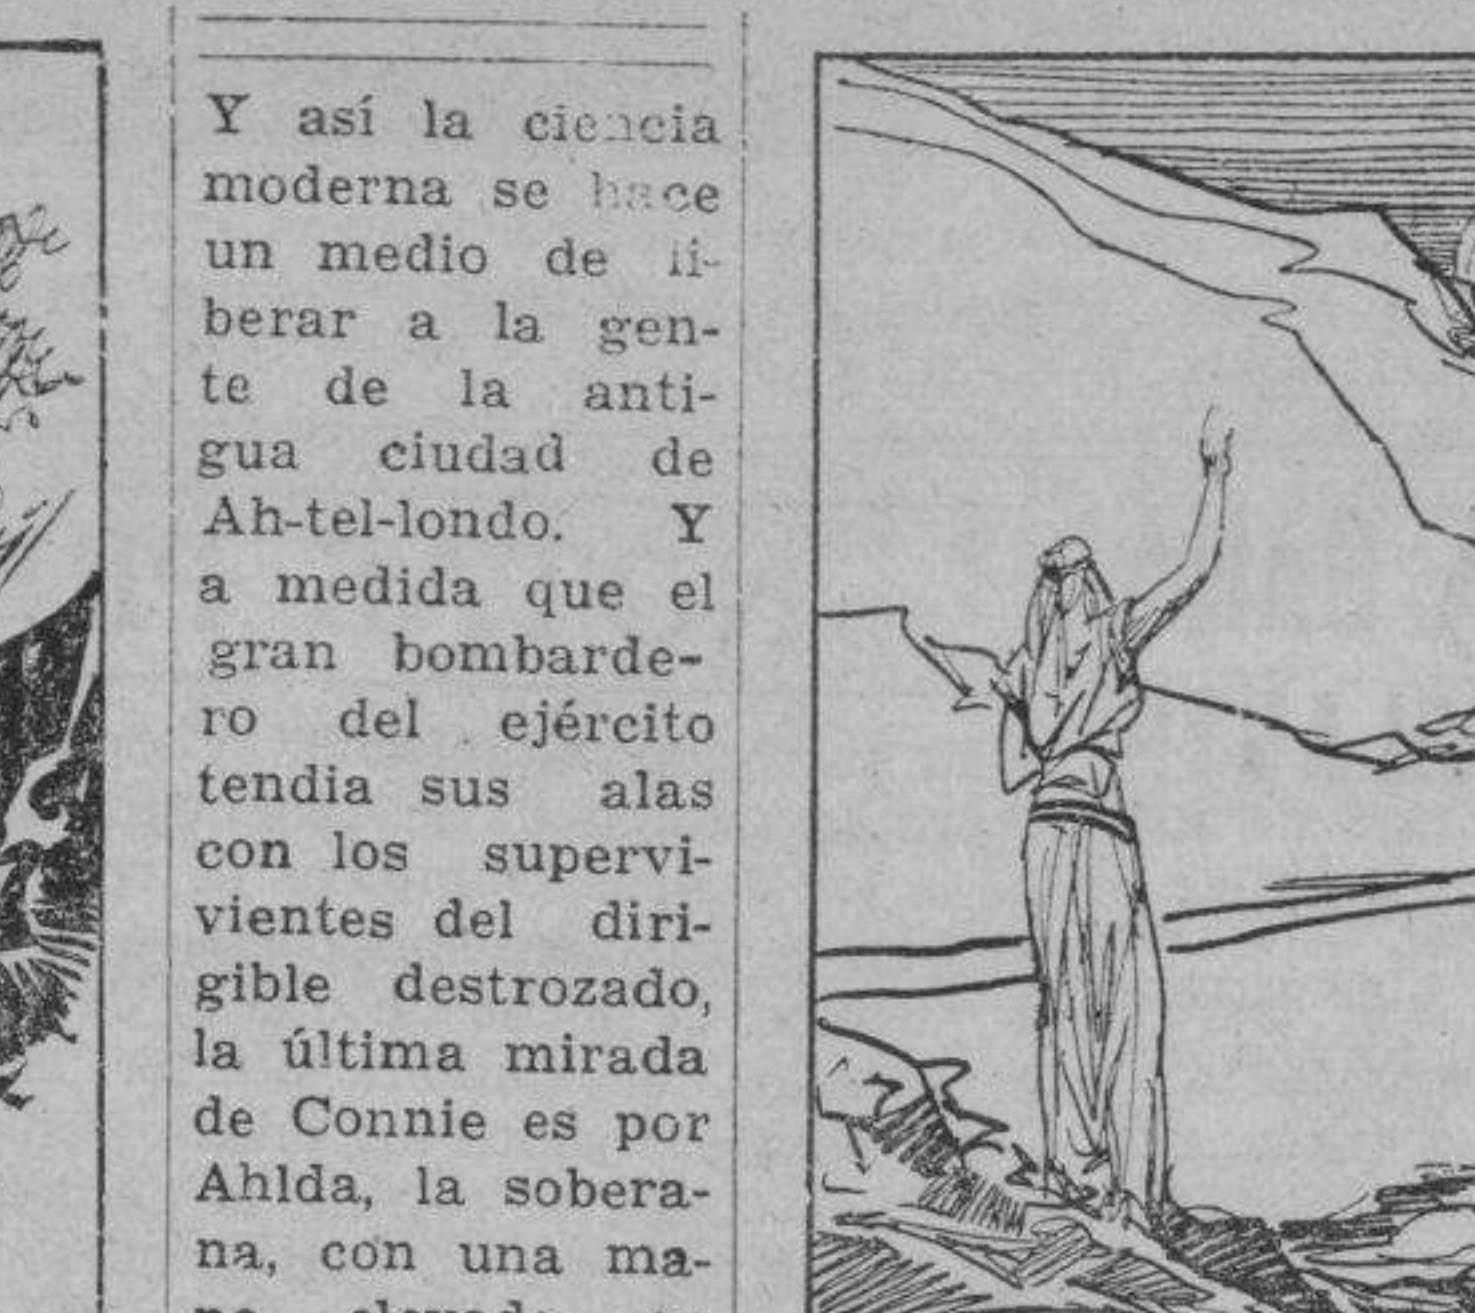 Y así la ciencia
moderna se hace
un medio de li-
berar a la gen-
te de la anti-
gua ciudad de
Ah-tel-londo. Y
a medida que el
gran bombarde-
ro del ejército
tendia sus alas
con los supervi-
vientes del diri-
gible destrozado,
la última mirada
de Connie es por
Ahlda, la sobera-
na, con una ma-